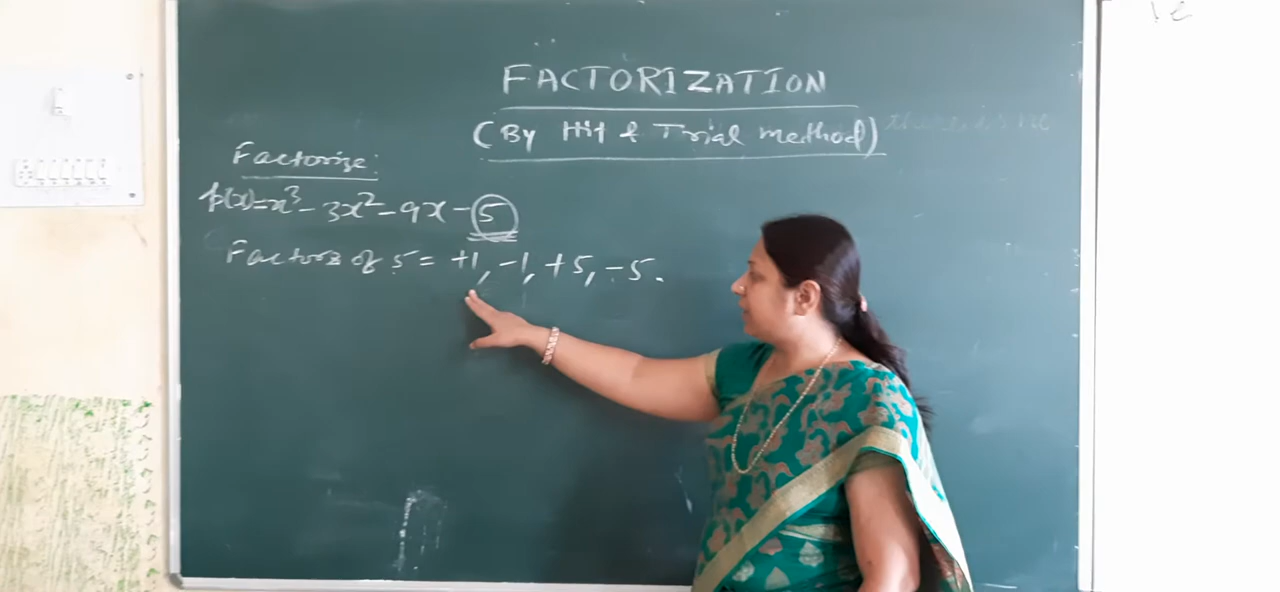 FACTORIZATION
(By Hit & Trial method)
Factorize:
p(x)=x³-3x²-9x-5
Factors of 5 = +1, -1, +5, -5.